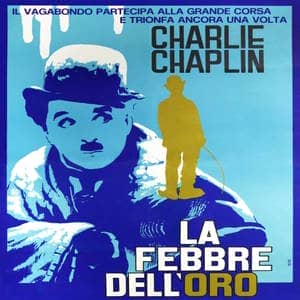 IL VAGABONDO PARTECIPA ALLA GRANDE CORSA
E TRIONFA ANCORA UNA VOLTA
CHARLIE
CHAPLIN
LA
FEBBRE
DELL'ORO